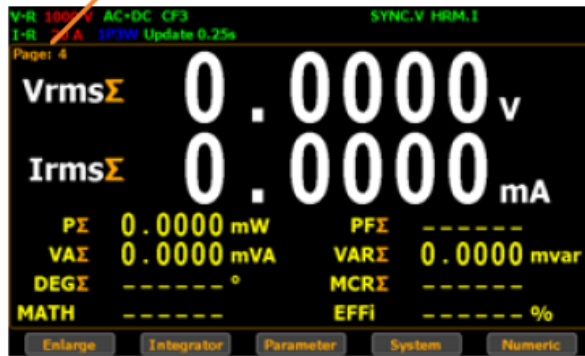 V-R 1000 V AC+DC CF3 SYNC.V HRM.I
I-R 20 A 1P3W Update 0.25s
Page: 4
VrmsΣ 0.0000 V
IrmsΣ 0.0000 mA
PΣ 0.0000 mW PFΣ ------
VAΣ 0.0000 mVA VARΣ 0.0000 mvar
DEGΣ ------ ° MCRΣ ------
MATH ------ EFFi ------ %
Enlarge Integrator Parameter System Numeric